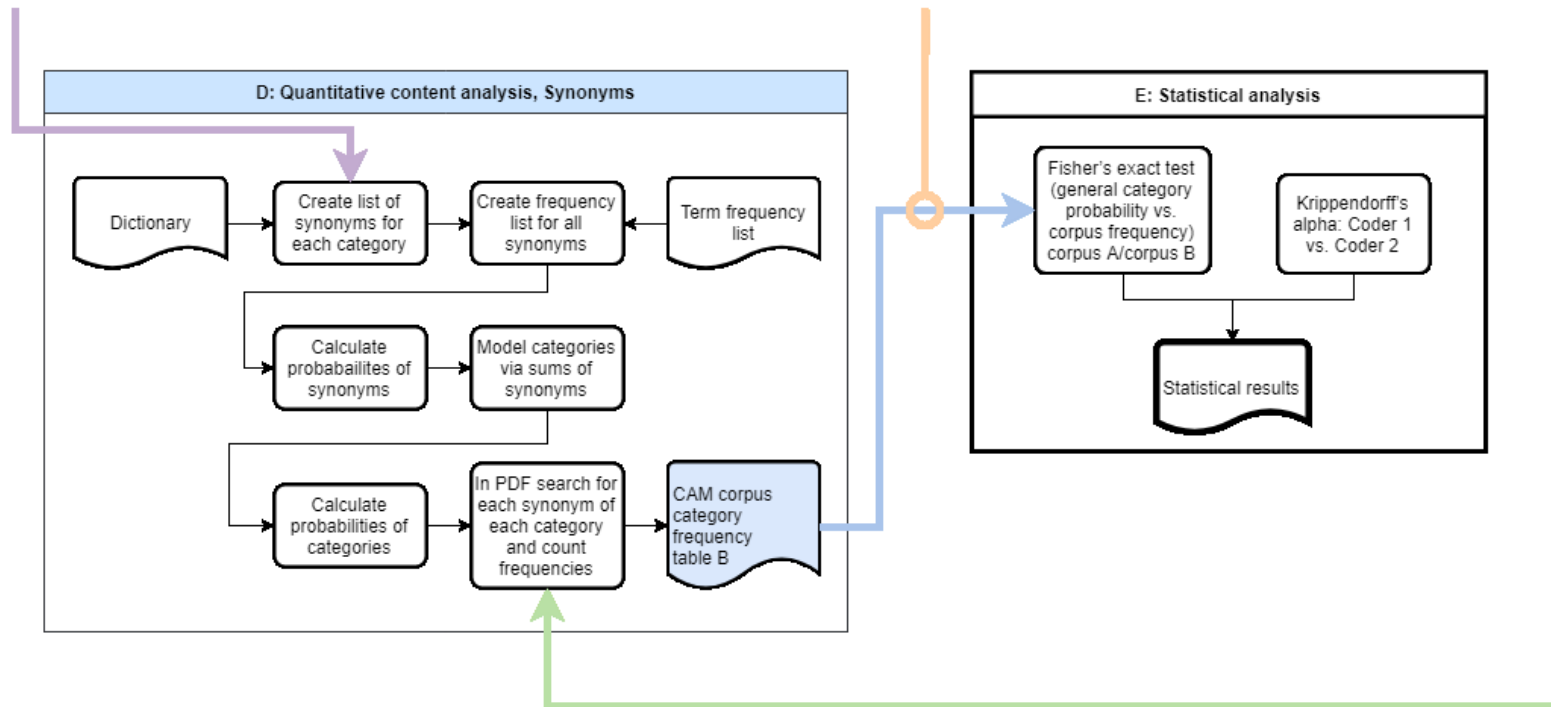 D: Quantitative content analysis, Synonyms
Dictionary
Create list of
synonyms for
each category
Create frequency
list for all
synonyms
Term frequency
list
Calculate
probabailites of
synonyms
Model categories
via sums of
synonyms
Calculate
probabilities of
categories
In PDF search for
each synonym of
each category
and count
frequencies
CAM corpus
category
frequency
table B
E: Statistical analysis
Fisher's exact test
(general category
probability vs.
corpus frequency)
corpus A/corpus B
Krippendorff's
alpha: Coder 1
vs. Coder 2
Statistical results